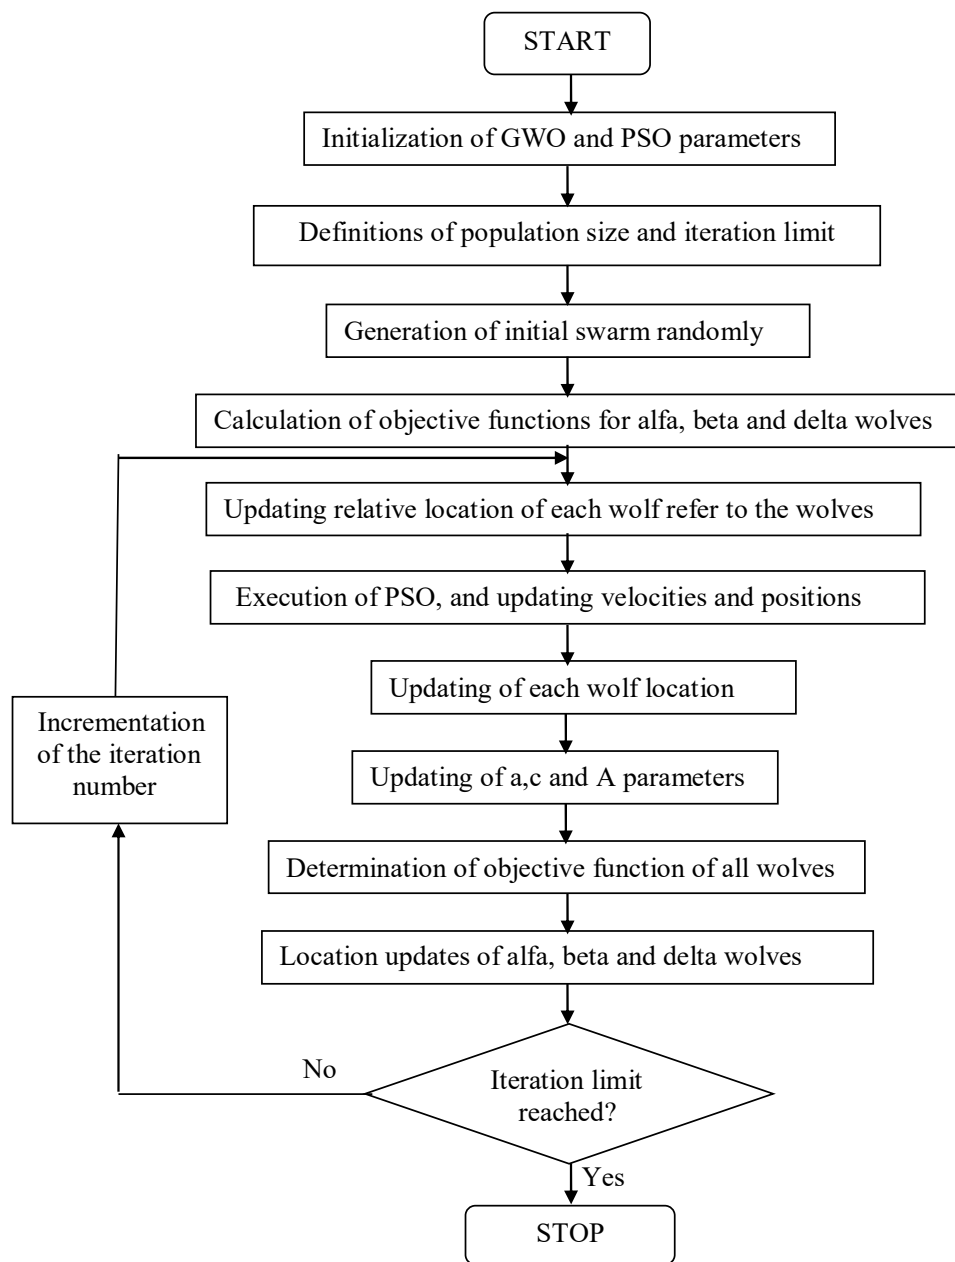 START
Initialization of GWO and PSO parameters
Definitions of population size and iteration limit
Generation of initial swarm randomly
Calculation of objective functions for alfa, beta and delta wolves
Updating relative location of each wolf refer to the wolves
Execution of PSO, and updating velocities and positions
Updating of each wolf location
Incrementation
of the iteration
number
Updating of a,c and A parameters
Determination of objective function of all wolves
Location updates of alfa, beta and delta wolves
No
Iteration limit
reached?
Yes
STOP